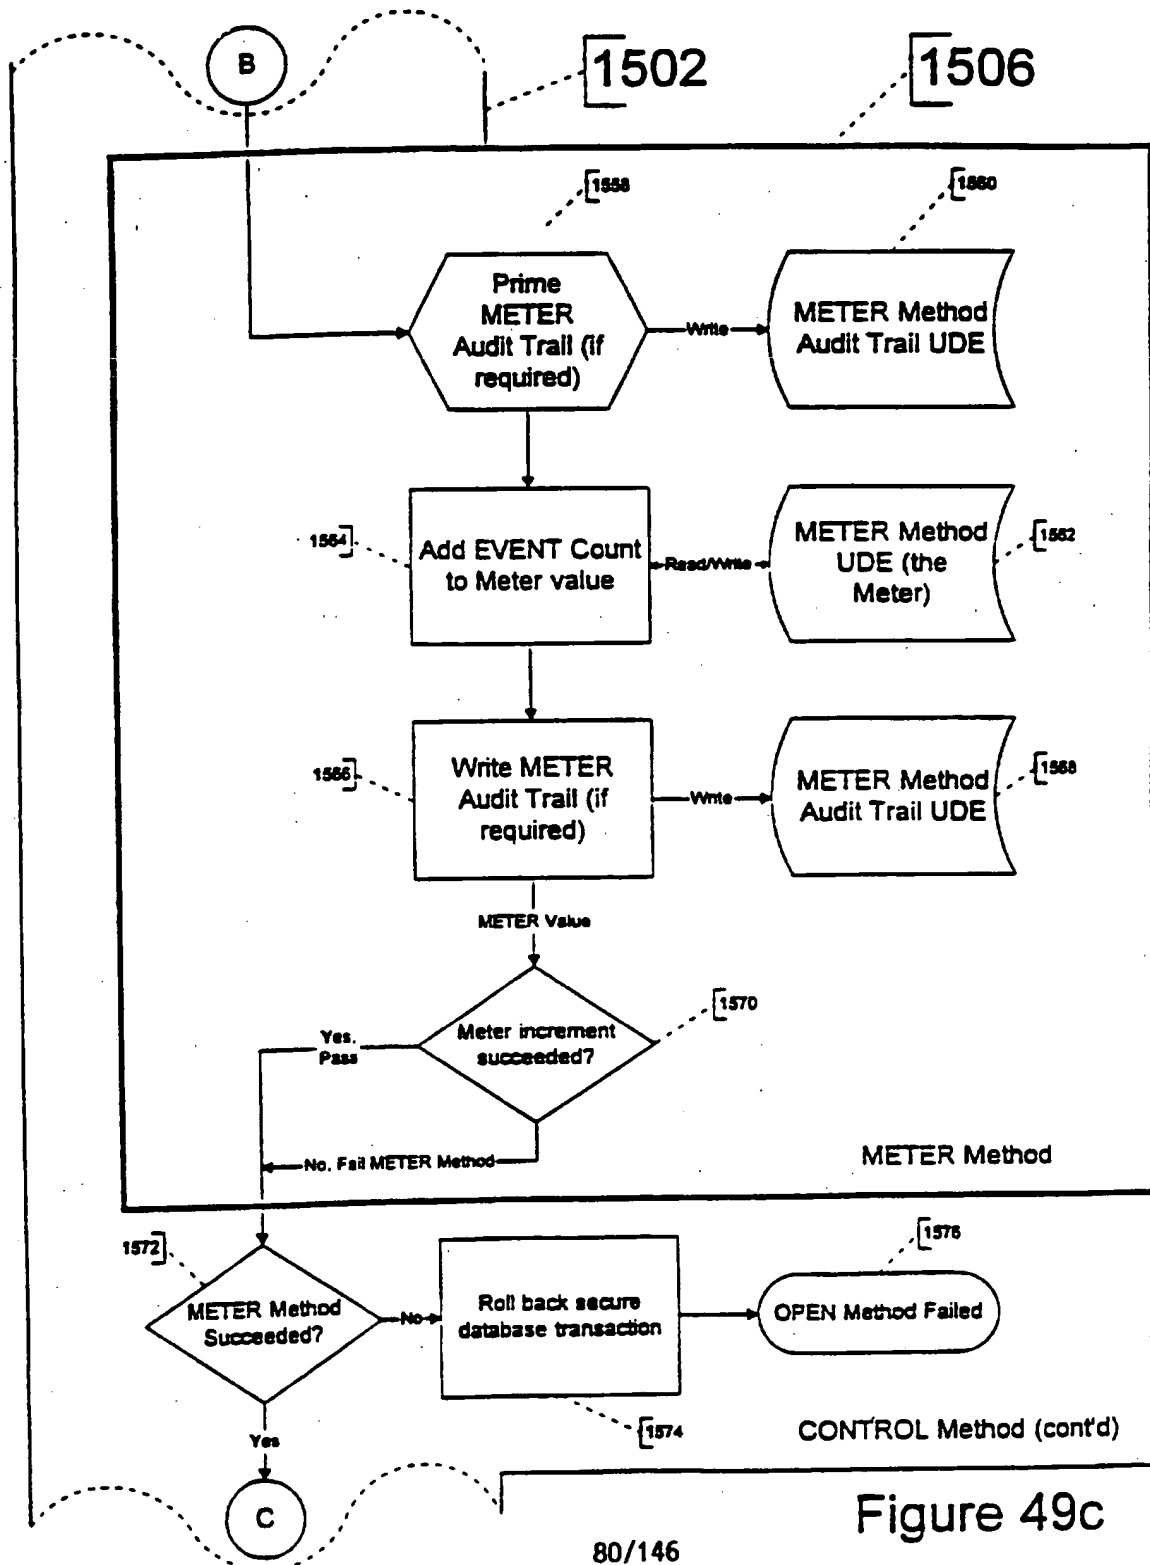 B
1502
1506
1558
1560
Prime
METER
Audit Trail (if
required)
Write
METER Method
Audit Trail UDE
1564
Add EVENT Count
to Meter value
Read/Write
METER Method
UDE (the
Meter)
1562
1566
Write METER
Audit Trail (if
required)
Write
METER Method
Audit Trail UDE
1568
METER Value
Meter increment
succeeded?
1570
Yes,
Pass
No, Fail METER Method
METER Method
1572
METER Method
Succeeded?
No
Roll back secure
database transaction
1576
OPEN Method Failed
1574
Yes
CONTROL Method (cont'd)
C
Figure 49c
80/146